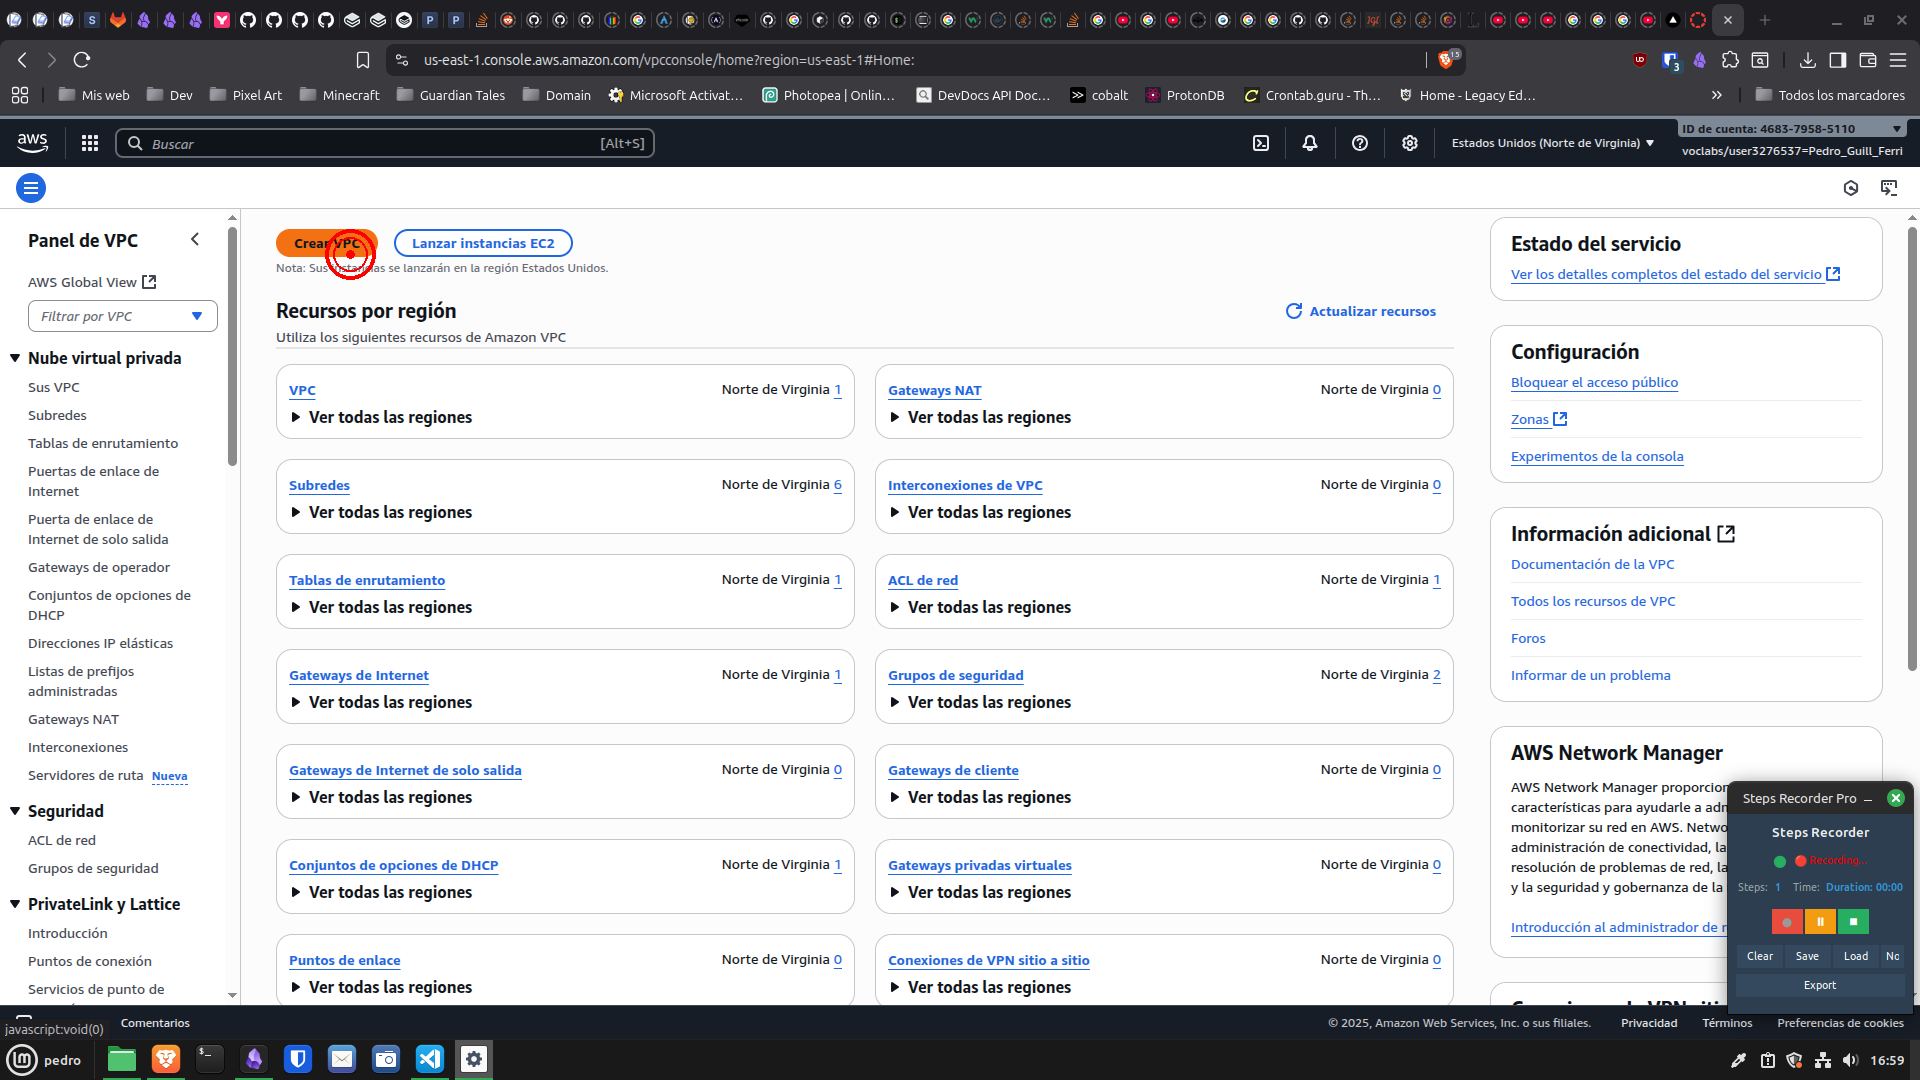 us-east-1.console.aws.amazon.com/vpcconsole/home?region=us-east-1#Home:
15
3
Mis web
Dev
Pixel Art
Minecraft
Guardian Tales
Domain
Microsoft Activat...
Photopea | Onlin...
DevDocs API Doc...
cobalt
ProtonDB
Crontab.guru - Th...
Home - Legacy Ed...
Todos los marcadores
aws
Buscar
[Alt+S]
Estados Unidos (Norte de Virginia)
ID de cuenta: 4683-7958-5110
voclabs/user3276537=Pedro_Guill_Ferri
Panel de VPC
AWS Global View
Filtrar por VPC
Nube virtual privada
Sus VPC
Subredes
Tablas de enrutamiento
Puertas de enlace de
Internet
Puerta de enlace de
Internet de solo salida
Gateways de operador
Conjuntos de opciones de
DHCP
Direcciones IP elásticas
Listas de prefijos
administradas
Gateways NAT
Interconexiones
Servidores de ruta Nueva
Seguridad
ACL de red
Grupos de seguridad
PrivateLink y Lattice
Introducción
Puntos de conexión
Servicios de punto de
Crear VPC
Lanzar instancias EC2
Nota: Sus instancias se lanzarán en la región Estados Unidos.
Recursos por región
Actualizar recursos
Utiliza los siguientes recursos de Amazon VPC
VPC
Norte de Virginia 1
Ver todas las regiones
Gateways NAT
Norte de Virginia 0
Ver todas las regiones
Subredes
Norte de Virginia 6
Ver todas las regiones
Interconexiones de VPC
Norte de Virginia 0
Ver todas las regiones
Tablas de enrutamiento
Norte de Virginia 1
Ver todas las regiones
ACL de red
Norte de Virginia 1
Ver todas las regiones
Gateways de Internet
Norte de Virginia 1
Ver todas las regiones
Grupos de seguridad
Norte de Virginia 2
Ver todas las regiones
Gateways de Internet de solo salida
Norte de Virginia 0
Ver todas las regiones
Gateways de cliente
Norte de Virginia 0
Ver todas las regiones
Conjuntos de opciones de DHCP
Norte de Virginia 1
Ver todas las regiones
Gateways privadas virtuales
Norte de Virginia 0
Ver todas las regiones
Puntos de enlace
Norte de Virginia 0
Ver todas las regiones
Conexiones de VPN sitio a sitio
Norte de Virginia 0
Ver todas las regiones
Estado del servicio
Ver los detalles completos del estado del servicio
Configuración
Bloquear el acceso público
Zonas
Experimentos de la consola
Información adicional
Documentación de la VPC
Todos los recursos de VPC
Foros
Informar de un problema
AWS Network Manager
AWS Network Manager proporcion
características para ayudarle a adm
monitorizar su red en AWS. Netwo
administración de conectividad, la
resolución de problemas de red, la
y la seguridad y gobernanza de la
Introducción al administrador de r
Steps Recorder Pro
Steps Recorder
Recording...
Steps: 1 Time: Duration: 00:00
Clear
Save
Load
No
Export
javascript:void(0)
Comentarios
© 2025, Amazon Web Services, Inc. o sus filiales.
Privacidad
Términos
Preferencias de cookies
pedro
16:59